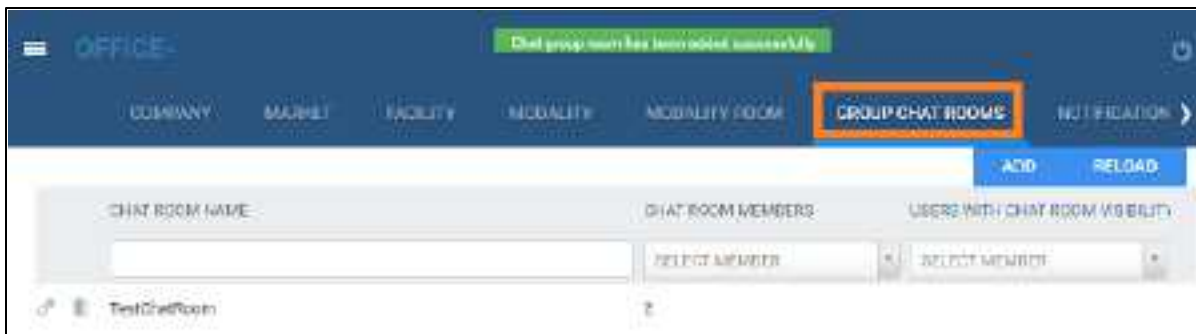 OFFICE-
Chat group room has been added successfully
COMPANY MARKET FACILITY MODALITY MODALITY ROOM GROUP CHAT ROOMS NOTIFICATION
ADD RELOAD
CHAT ROOM NAME CHAT ROOM MEMBERS USERS WITH CHAT ROOM VISIBILITY
SELECT MEMBER SELECT MEMBER
TestChatRoom 2